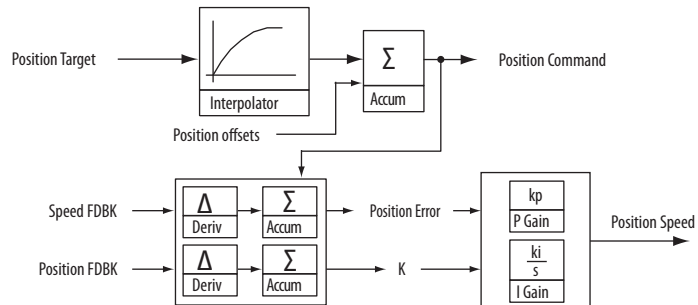 Position Target
Interpolator
Σ
Accum
Position Command
Position offsets
Speed FDBK
Δ
Deriv
Σ
Accum
Position Error
kp
P Gain
Position Speed
Position FDBK
Δ
Deriv
Σ
Accum
K
ki
s
I Gain